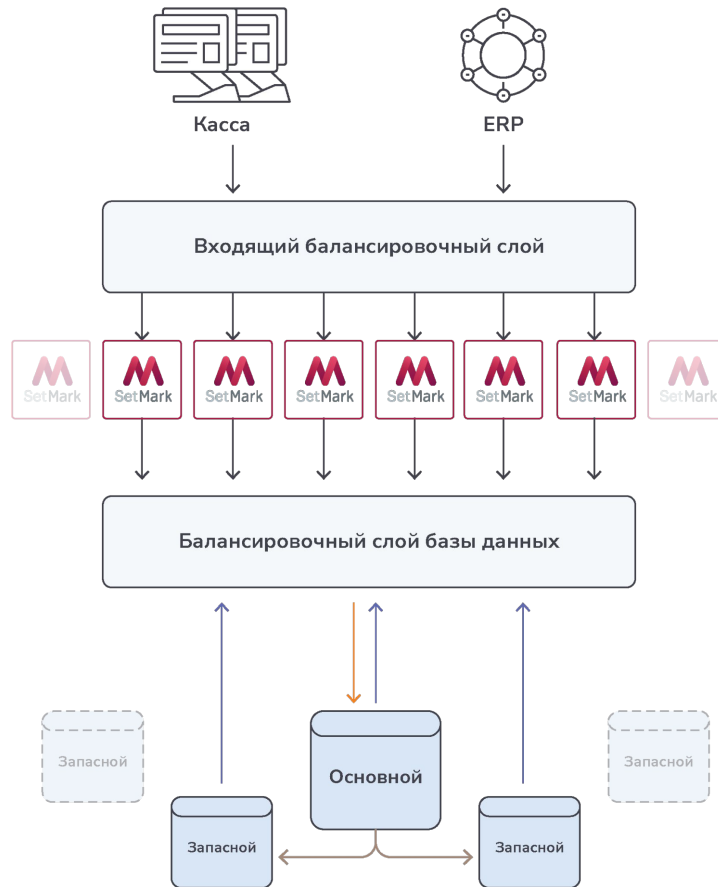 Касса
ERP
Входящий балансировочный слой
SetMark
SetMark
SetMark
SetMark
SetMark
SetMark
SetMark
SetMark
Балансировочный слой базы данных
Запасной
Основной
Запасной
Запасной
Запасной